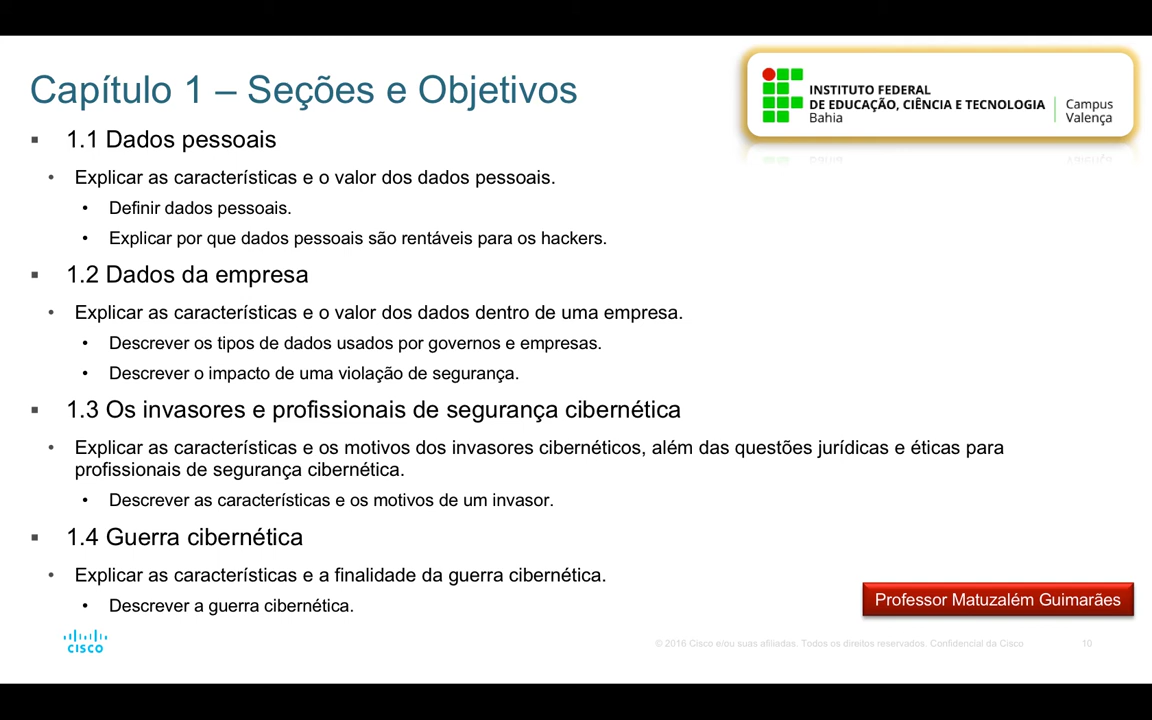 Capítulo 1 – Seções e Objetivos
INSTITUTO FEDERAL
DE EDUCAÇÃO, CIÊNCIA E TECNOLOGIA
Bahia
Campus
Valença
1.1 Dados pessoais
Explicar as características e o valor dos dados pessoais.
Definir dados pessoais.
Explicar por que dados pessoais são rentáveis para os hackers.
1.2 Dados da empresa
Explicar as características e o valor dos dados dentro de uma empresa.
Descrever os tipos de dados usados por governos e empresas.
Descrever o impacto de uma violação de segurança.
1.3 Os invasores e profissionais de segurança cibernética
Explicar as características e os motivos dos invasores cibernéticos, além das questões jurídicas e éticas para
profissionais de segurança cibernética.
Descrever as características e os motivos de um invasor.
1.4 Guerra cibernética
Explicar as características e a finalidade da guerra cibernética.
Descrever a guerra cibernética.
Professor Matuzalém Guimarães
CISCO
© 2016 Cisco e/ou suas afiliadas. Todos os direitos reservados. Confidencial da Cisco
10